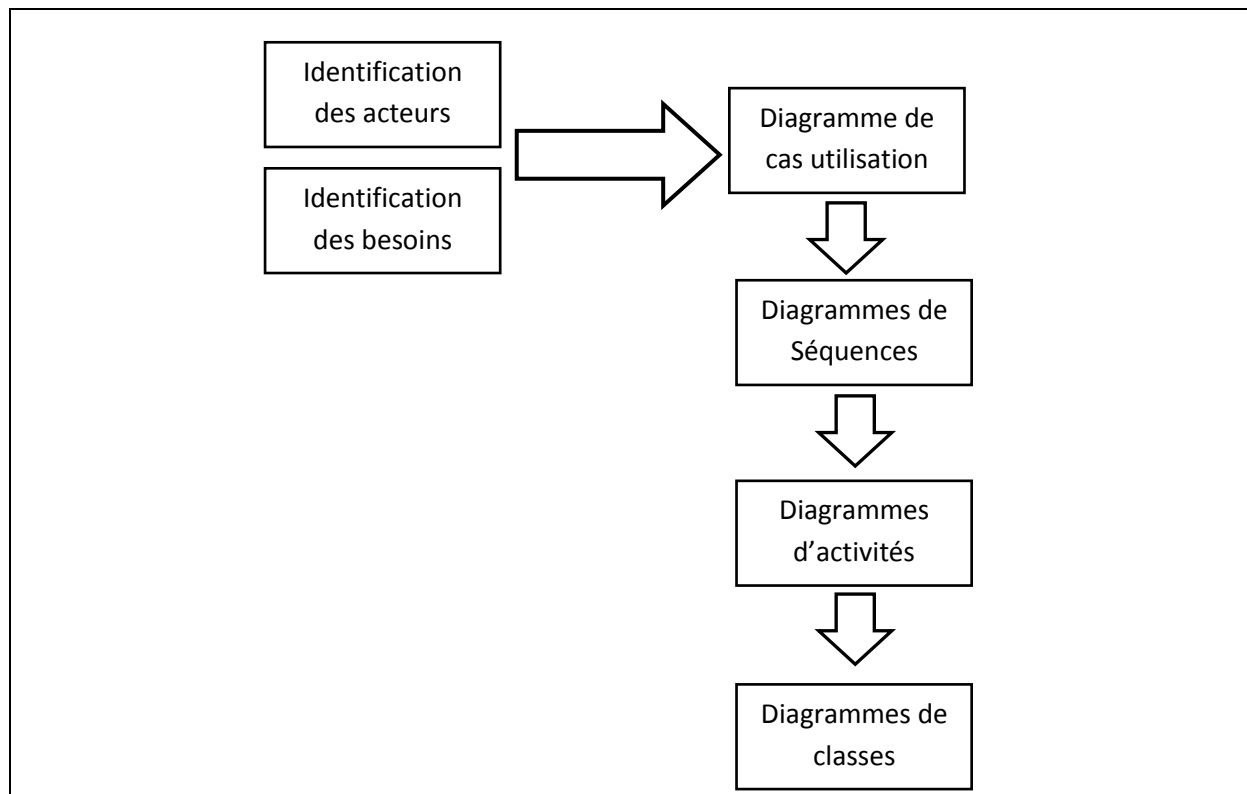 Identification
des acteurs
Identification
des besoins
Diagramme de
cas utilisation
Diagrammes de
Séquences
Diagrammes
d’activités
Diagrammes de
classes